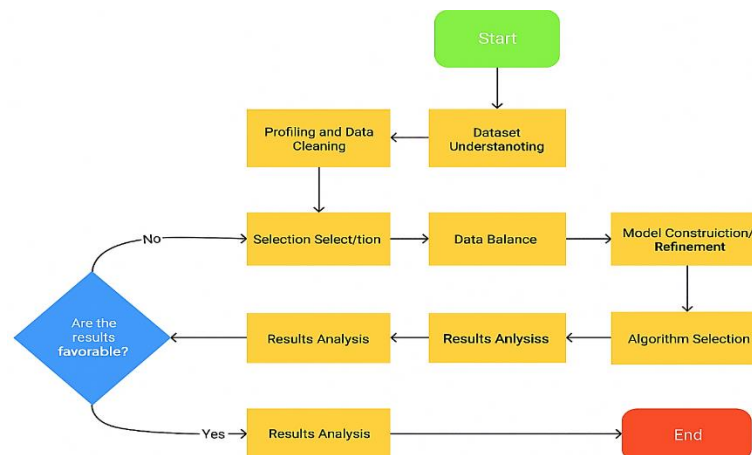 Start
Profiling and Data
Cleaning
Dataset
Understanoting
No
Selection Select/tion
Data Balance
Model Construiction/
Refinement
Are the
results
favorable?
Results Analysis
Results Anlysiss
Algorithm Selection
Yes
Results Analysis
End